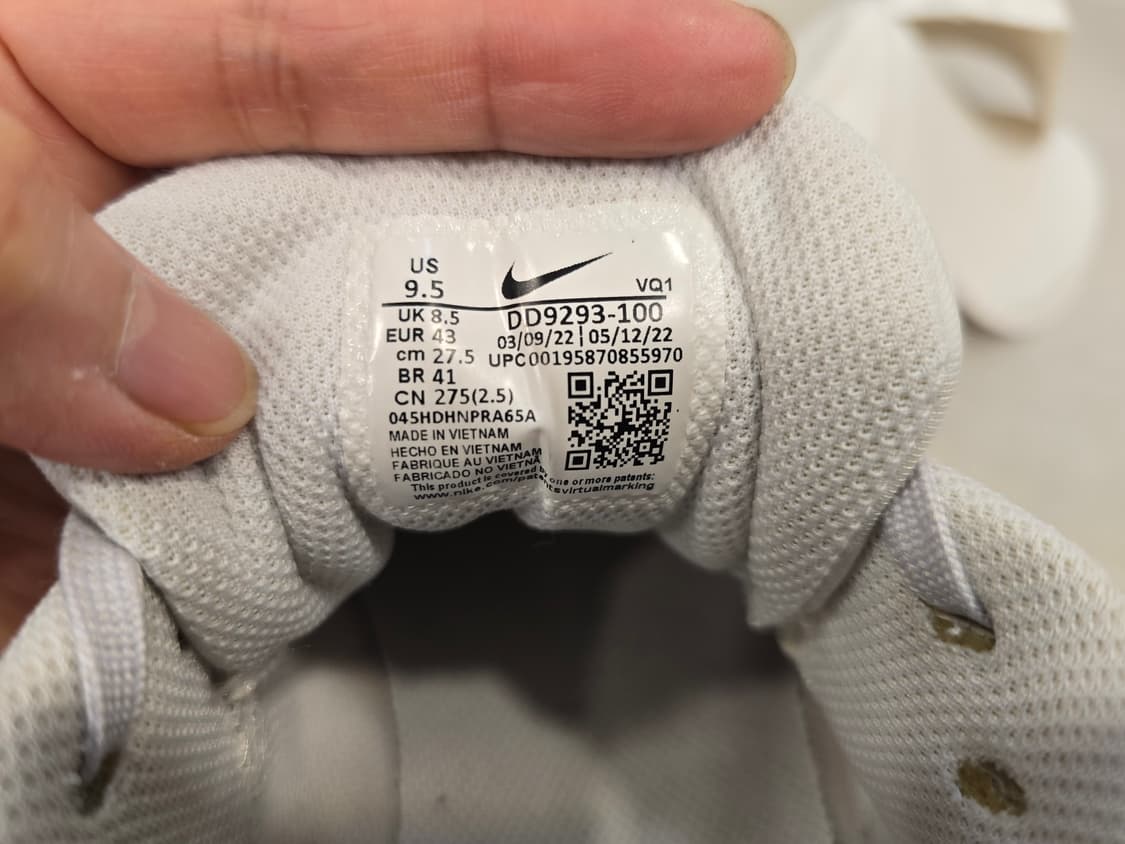 US
9.5
VQ1
UK 8.5
DD9293-100
EUR 43
03/09/22 | 05/12/22
cm 27.5
UPC00195870855970
BR 41
CN 275(2.5)
045HDHNPRA65A
MADE IN VIETNAM
HECHO EN VIETNAM
FABRIQUE AU VIETNAM
FABRICADO NO VIETNÃ
This product is covered by one or more patents:
www.nike.com/patentsvirtualmarking